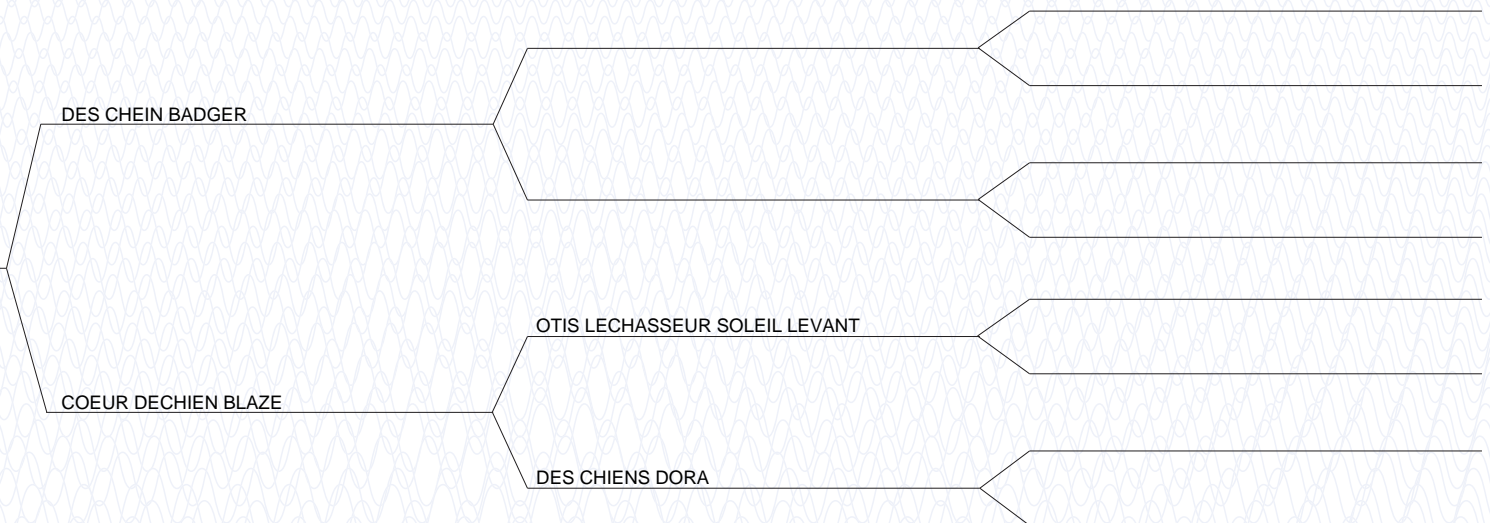 DES CHEIN BADGER
OTIS LECHASSEUR SOLEIL LEVANT
COEUR DECHIEN BLAZE
DES CHIENS DORA